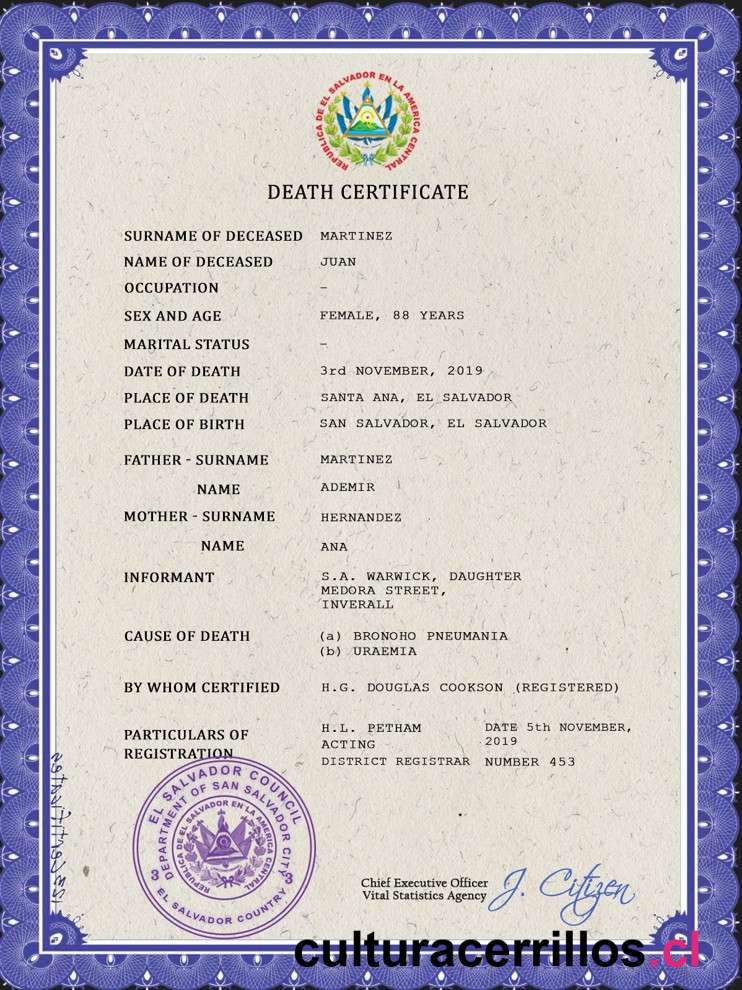 REPUBLICA DE EL SALVADOR EN LA AMERICA CENTRAL
DEATH CERTIFICATE
SURNAME OF DECEASED MARTINEZ
NAME OF DECEASED JUAN
OCCUPATION –
SEX AND AGE FEMALE, 88 YEARS
MARITAL STATUS –
DATE OF DEATH 3rd NOVEMBER, 2019
PLACE OF DEATH SANTA ANA, EL SALVADOR
PLACE OF BIRTH SAN SALVADOR, EL SALVADOR
FATHER - SURNAME MARTINEZ
NAME ADEMIR
MOTHER - SURNAME HERNANDEZ
NAME ANA
INFORMANT S.A. WARWICK, DAUGHTER
MEDORA STREET,
INVERALL
CAUSE OF DEATH (a) BRONOHO PNEUMANIA
(b) URAEMIA
BY WHOM CERTIFIED H.G. DOUGLAS COOKSON (REGISTERED)
PARTICULARS OF REGISTRATION
H.L. PETHAM
ACTING
DISTRICT REGISTRAR
DATE 5th NOVEMBER,
2019
NUMBER 453
EL SALVADOR COUNCIL
DEPARTMENT OF SAN SALVADOR CITY
REPUBLICA DE EL SALVADOR EN LA AMERICA CENTRAL
3 3
EL SALVADOR COUNTRY
Chief Executive Officer
Vital Statistics Agency
J. Citizen
culturacerrillos.cl